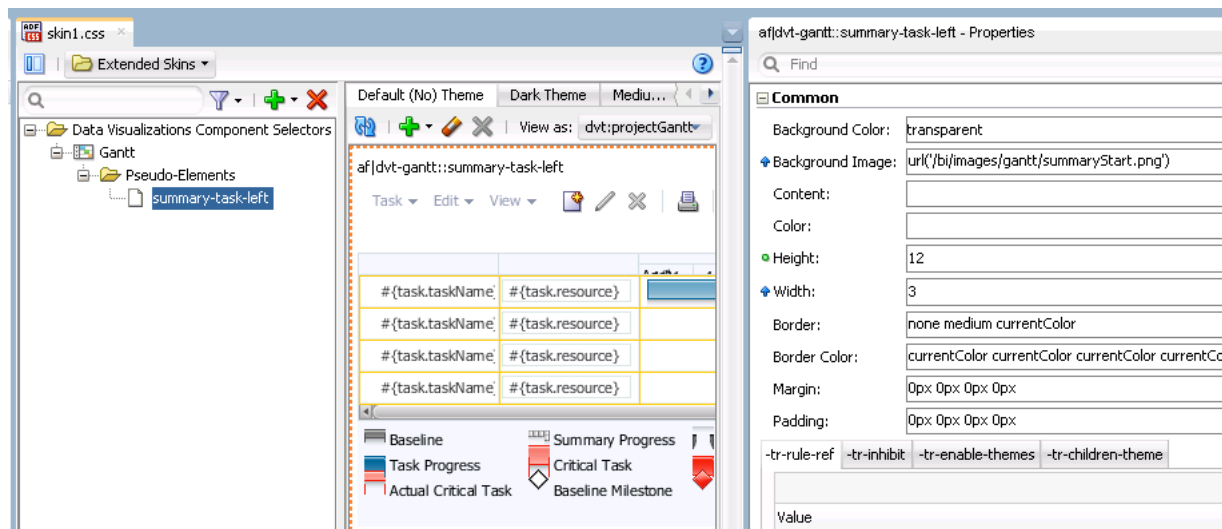 ADF
CSS
skin1.css
Extended Skins
Data Visualizations Component Selectors
Gantt
Pseudo-Elements
summary-task-left
Default (No) Theme
Dark Theme
Mediu...
View as:
dvt:projectGantt
af|dvt-gantt::summary-task-left
Task
Edit
View
#{task.taskName
#{task.resource}
#{task.taskName
#{task.resource}
#{task.taskName
#{task.resource}
#{task.taskName
#{task.resource}
Baseline
Summary Progress
Task Progress
Critical Task
Actual Critical Task
Baseline Milestone
af|dvt-gantt::summary-task-left - Properties
Find
Common
Background Color:
transparent
Background Image:
url('/bi/images/gantt/summaryStart.png')
Content:
Color:
Height:
12
Width:
3
Border:
none medium currentColor
Border Color:
currentColor currentColor currentColor currentCo
Margin:
0px 0px 0px 0px
Padding:
0px 0px 0px 0px
-tr-rule-ref
-tr-inhibit
-tr-enable-themes
-tr-children-theme
Value